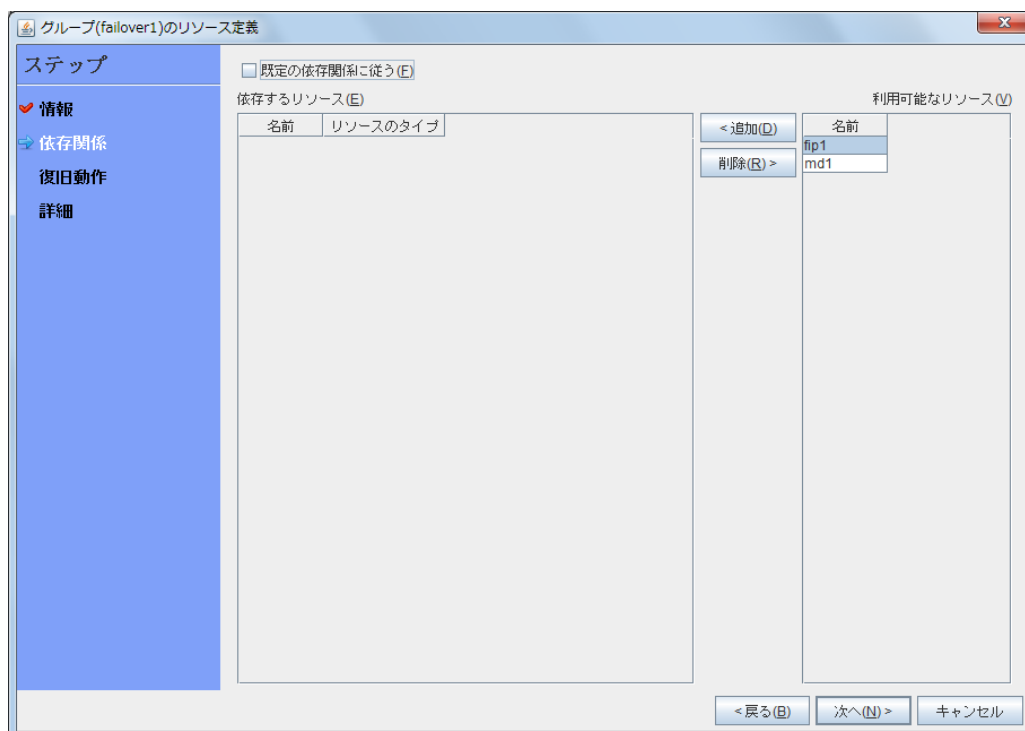 グループ(failover1)のリソース定義
ステップ
情報
依存関係
復旧動作
詳細
既定の依存関係に従う(F)
依存するリソース(E)
利用可能なリソース(V)
名前 リソースのタイプ
<追加(D)
削除(R)>
名前
fip1
md1
<戻る(B)
次へ(N)>
キャンセル